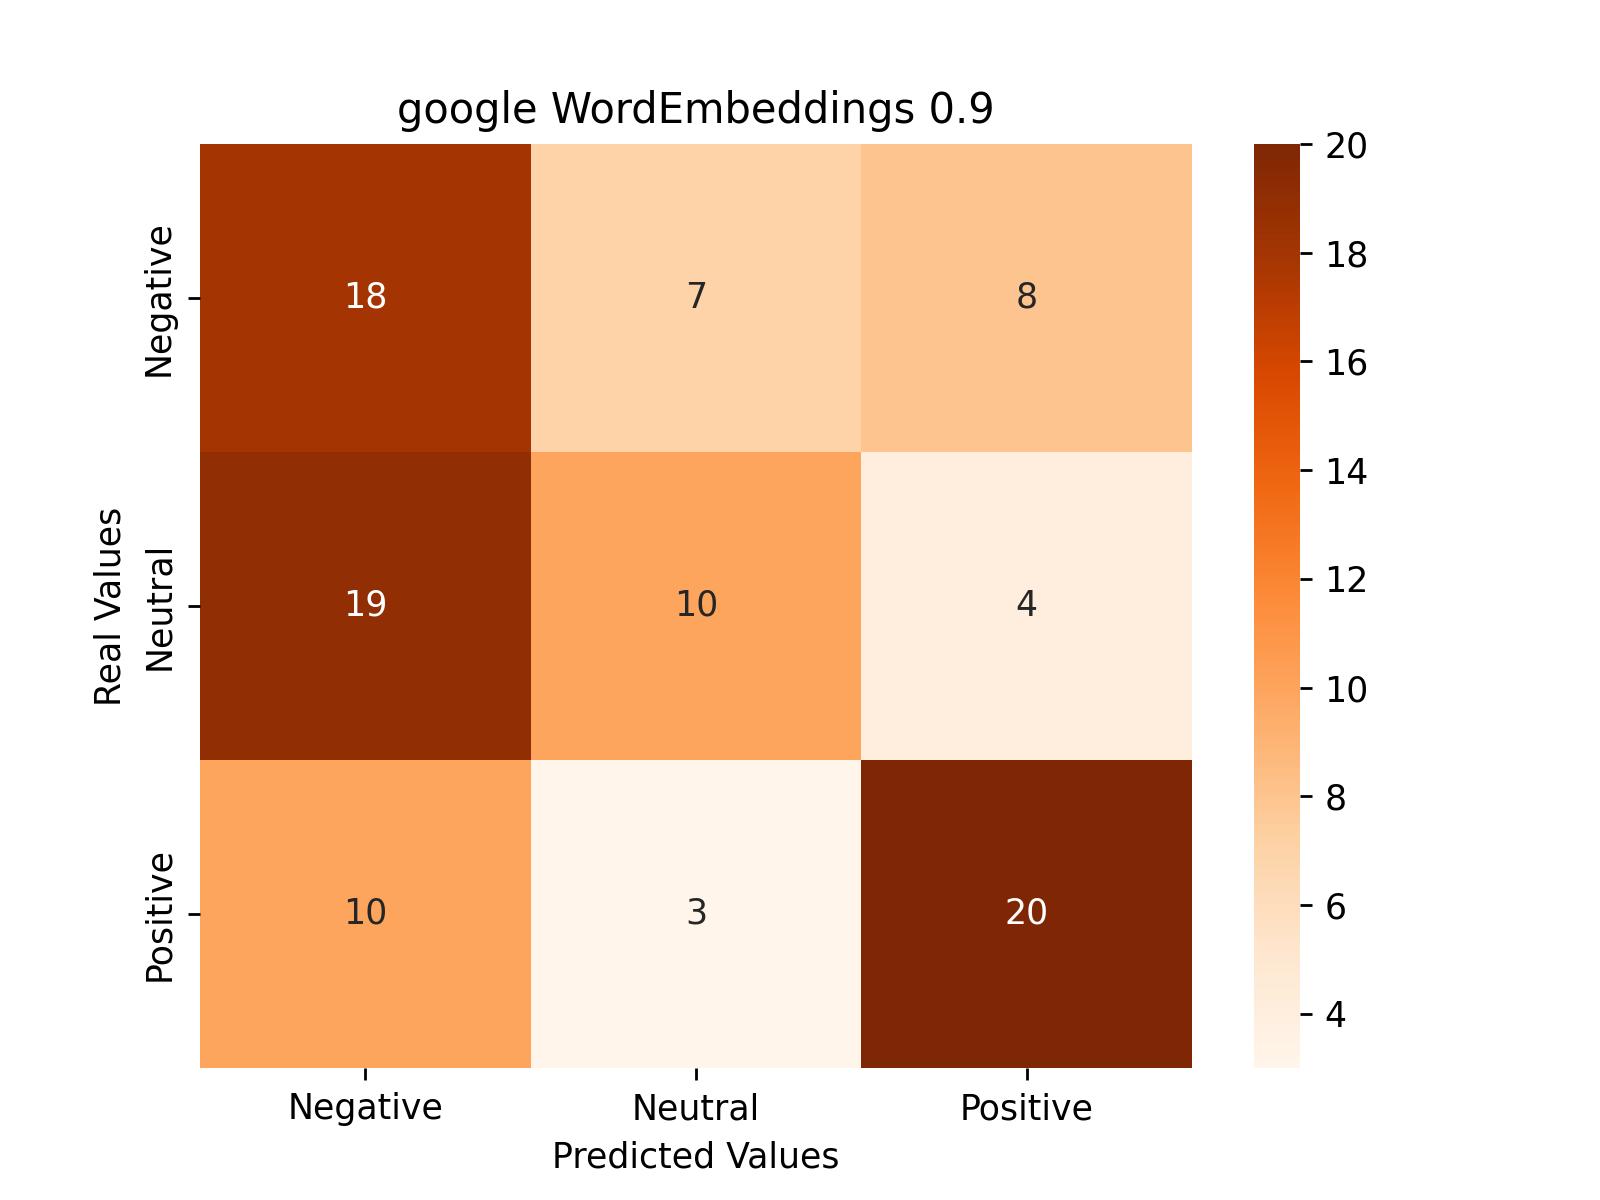 google WordEmbeddings 0.9
Real Values
Negative
18 7 8
Neutral
19 10 4
Positive
10 3 20
Negative Neutral Positive
Predicted Values
20
18
16
14
12
10
8
6
4